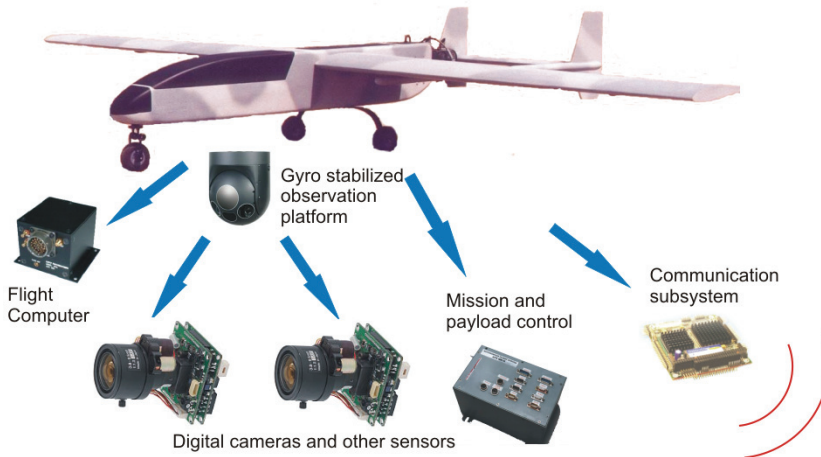 Gyro stabilized
observation
platform
Flight
Computer
Mission and
payload control
Communication
subsystem
Digital cameras and other sensors